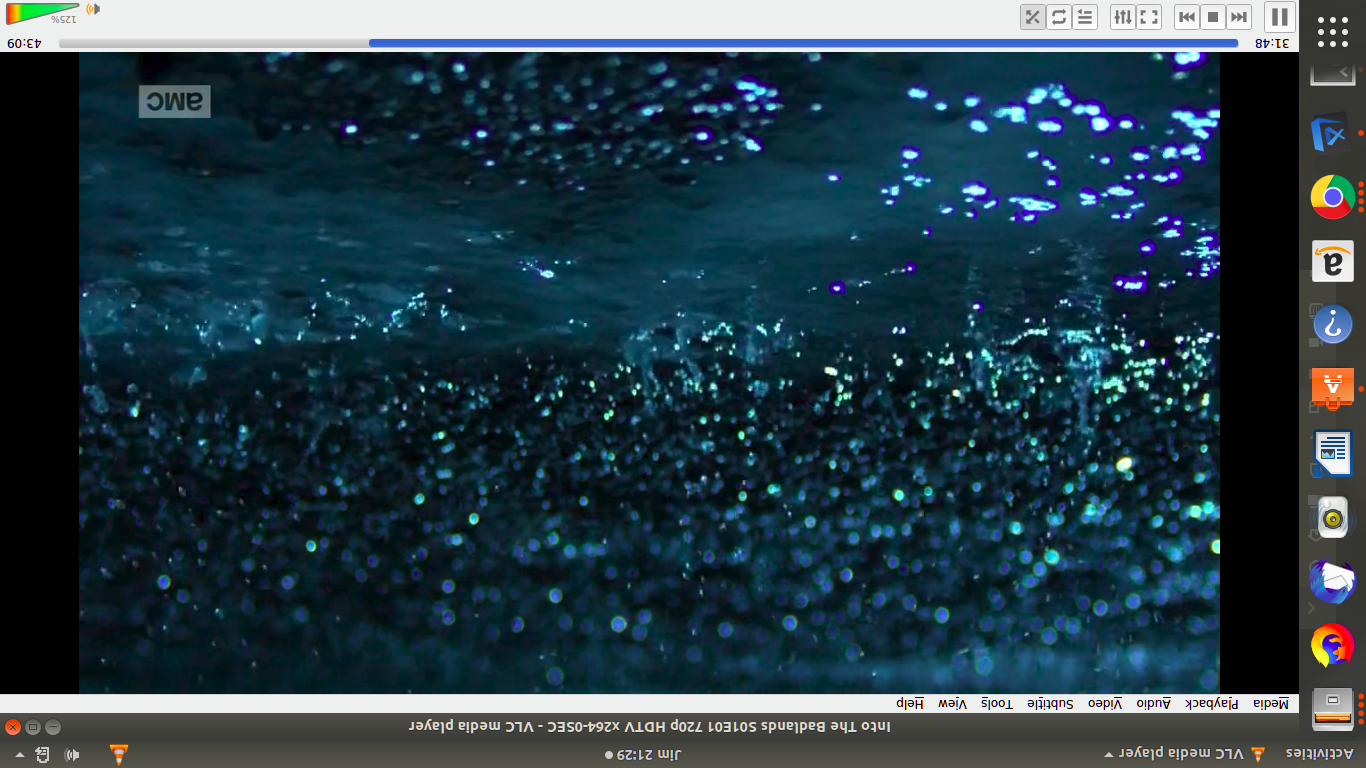 Activities VLC media player Jim 21:29
Into The Badlands S01E01 720p HDTV x264-0SEC - VLC media player
Media Playback Audio Video Subtitle Tools View Help
amc
31:48 43:09
125%